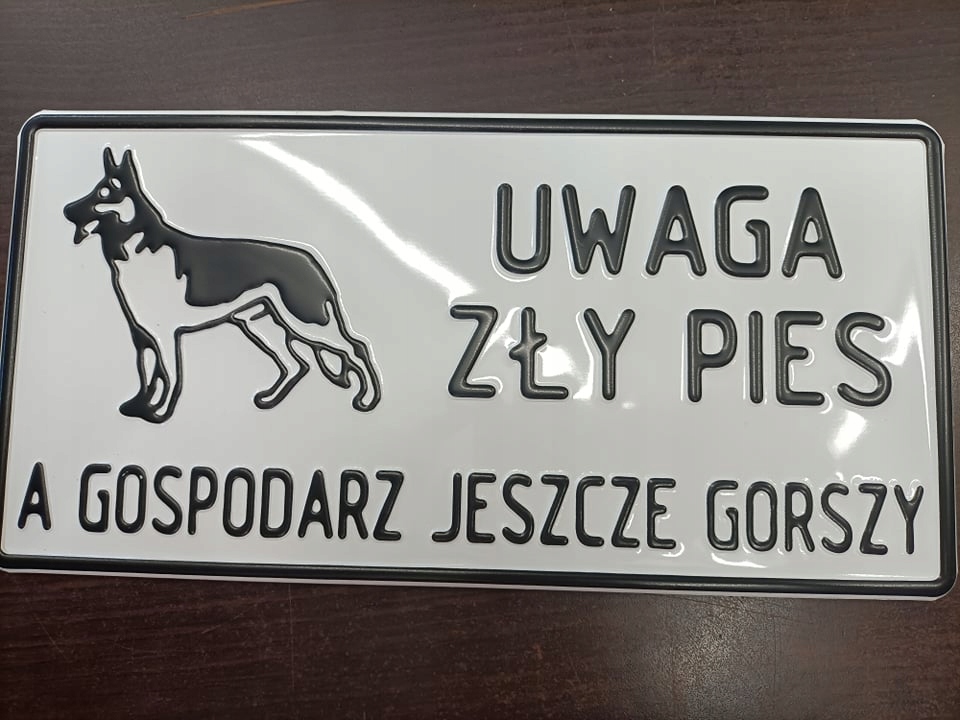 UWAGA
ZŁY PIES
A GOSPODARZ JESZCZE GORSZY